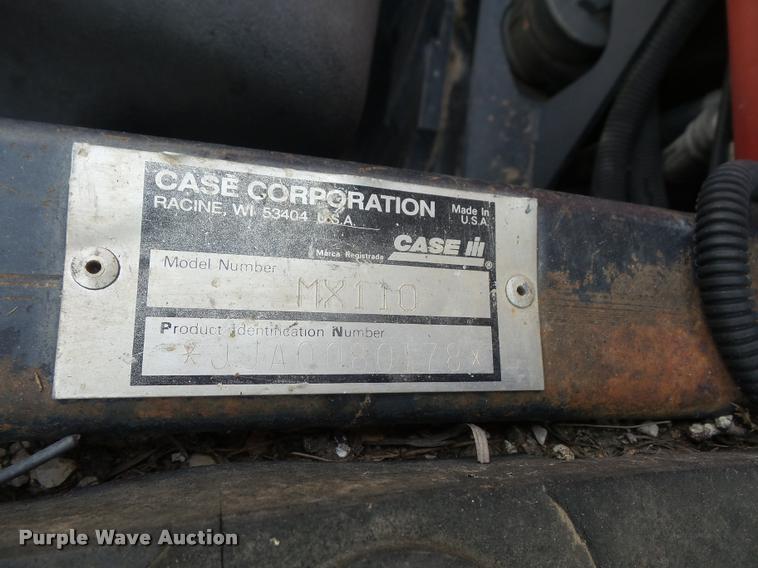 CASE CORPORATION
RACINE, WI 53404 U.S.A.
Made In
U.S.A.
Marca Registrada
CASE IH
®
Model Number
MX110
Product Identification Number
Purple Wave Auction